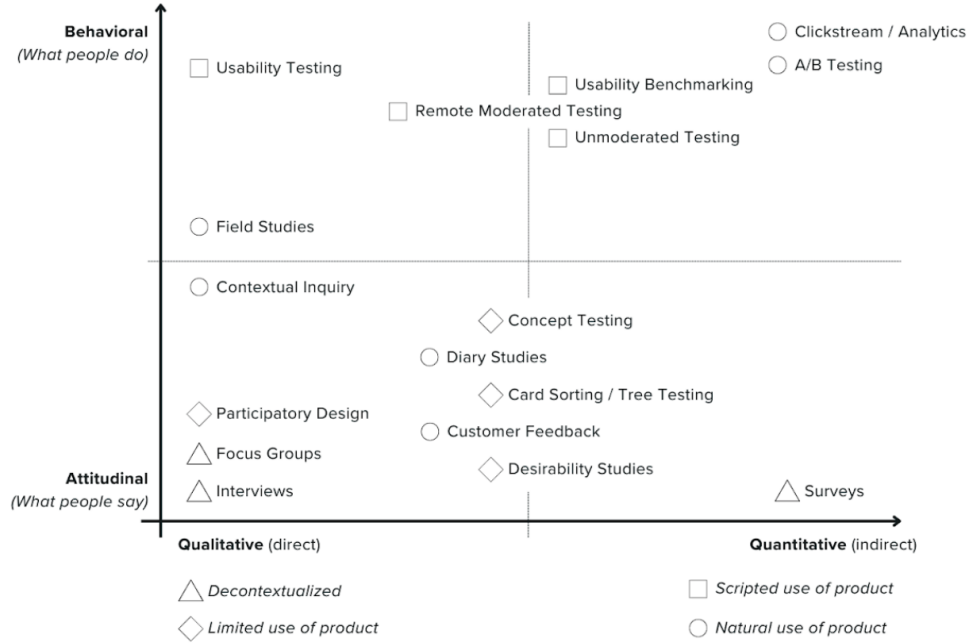 Behavioral
(What people do)
Clickstream / Analytics
Usability Testing
A/B Testing
Usability Benchmarking
Remote Moderated Testing
Unmoderated Testing
Field Studies
Contextual Inquiry
Concept Testing
Diary Studies
Card Sorting / Tree Testing
Participatory Design
Customer Feedback
Focus Groups
Desirability Studies
Attitudinal
(What people say)
Interviews
Surveys
Qualitative (direct)
Quantitative (indirect)
Decontextualized
Scripted use of product
Limited use of product
Natural use of product